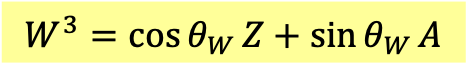 W³ = cos θ_W Z + sin θ_W A